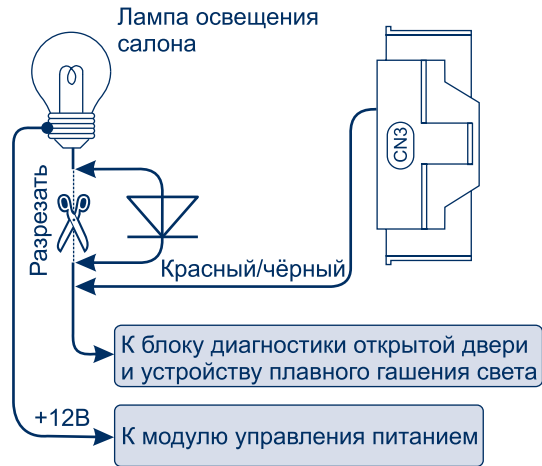 Лампа освещения
салона
CN3
Разрезать
Красный/чёрный
К блоку диагностики открытой двери
и устройству плавного гашения света
+12В
К модулю управления питанием